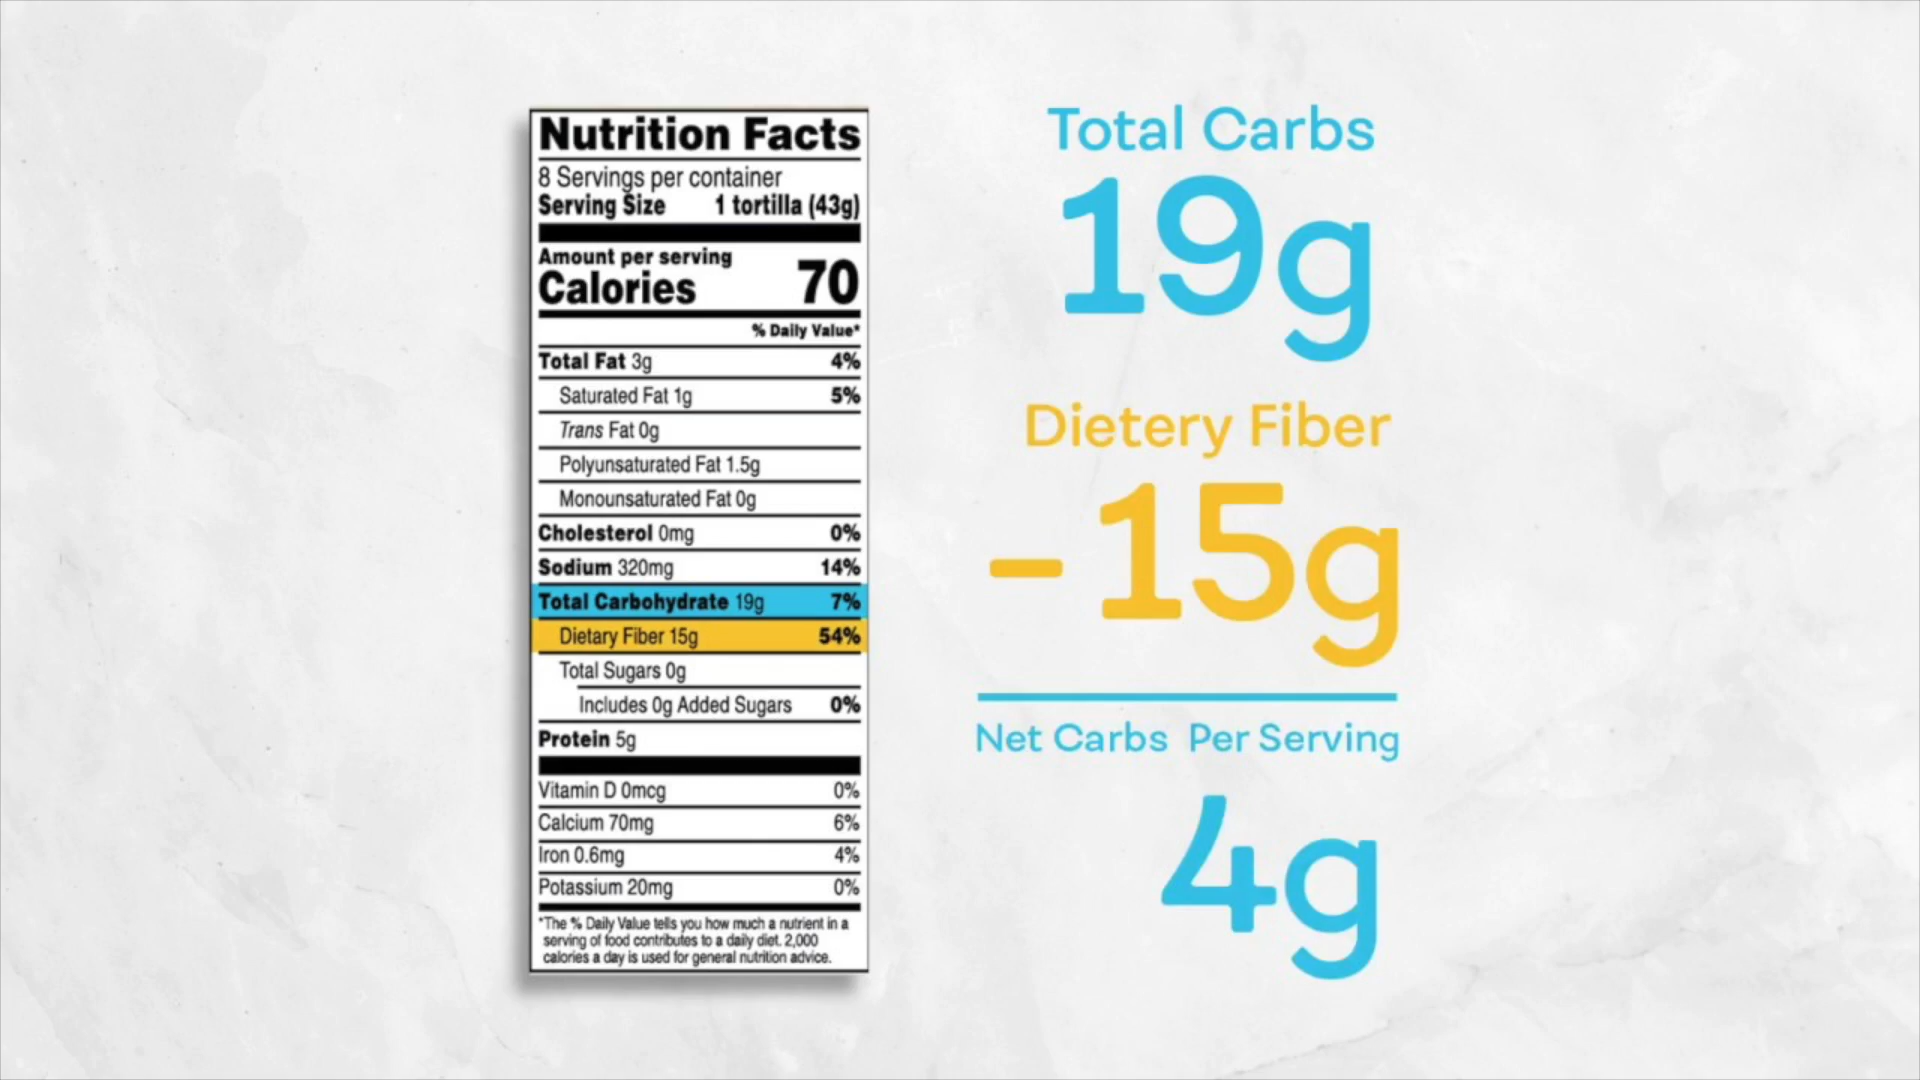 Nutrition Facts
8 Servings per container
Serving Size 1 tortilla (43g)
Amount per serving
Calories 70
% Daily Value*
Total Fat 3g 4%
Saturated Fat 1g 5%
Trans Fat 0g
Polyunsaturated Fat 1.5g
Monounsaturated Fat 0g
Cholesterol 0mg 0%
Sodium 320mg 14%
Total Carbohydrate 19g 7%
Dietary Fiber 15g 54%
Total Sugars 0g
Includes 0g Added Sugars 0%
Protein 5g
Vitamin D 0mcg 0%
Calcium 70mg 6%
Iron 0.6mg 4%
Potassium 20mg 0%
*The % Daily Value tells you how much a nutrient in a
serving of food contributes to a daily diet. 2,000
calories a day is used for general nutrition advice.
Total Carbs
19g
Dietery Fiber
-15g
Net Carbs Per Serving
4g